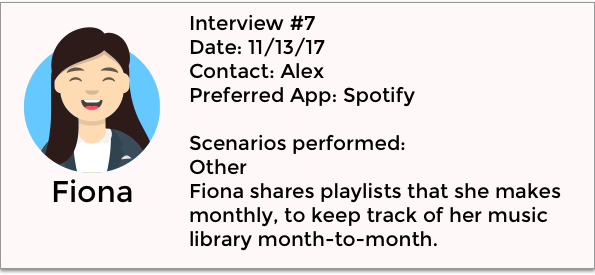 Interview #7
Date: 11/13/17
Contact: Alex
Preferred App: Spotify
Scenarios performed:
Other
Fiona shares playlists that she makes
monthly, to keep track of her music
library month-to-month.
Fiona